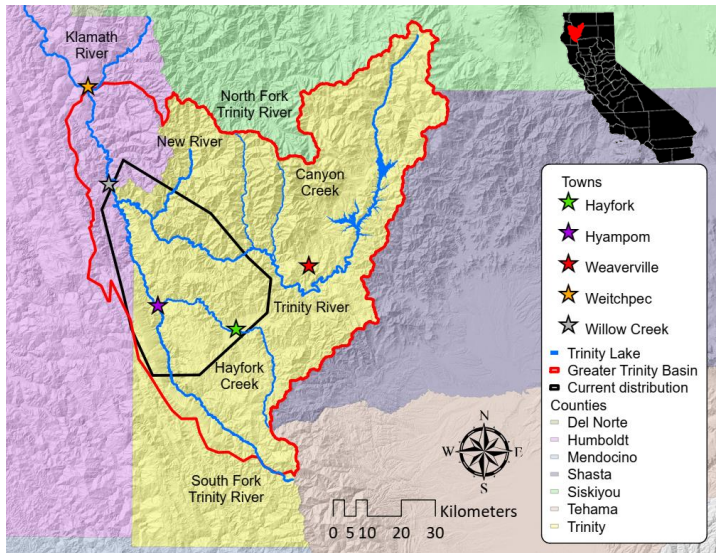 Klamath
River
North Fork
Trinity River
New River
Canyon
Creek
Trinity River
Hayfork
Creek
South Fork
Trinity River
Towns
Hayfork
Hyampom
Weaverville
Weitchpec
Willow Creek
Trinity Lake
Greater Trinity Basin
Current distribution
Counties
Del Norte
Humboldt
Mendocino
Shasta
Siskiyou
Tehama
Trinity
N
W E
S
Kilometers
0 5 10 20 30